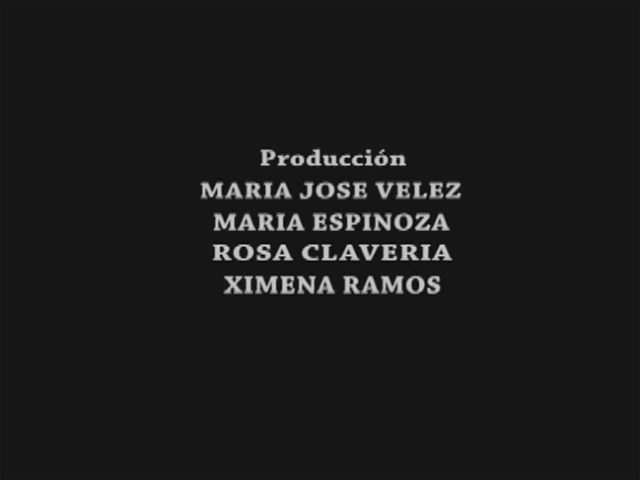 Producción
MARIA JOSE VELEZ
MARIA ESPINOZA
ROSA CLAVERIA
XIMENA RAMOS